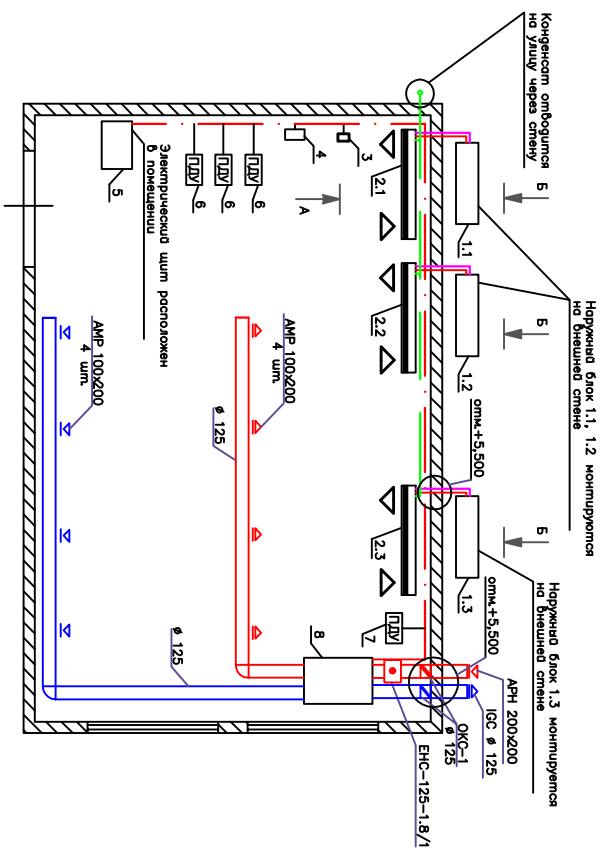 Конденсат отводится
на улицу через стену
Б
Б
Б
Наружный блок 1.1, 1.2 монтируются
на внешней стене
Наружный блок 1.3 монтируется
на внешней стене
1.1
1.2
1.3
отм.+5,500
отм.+5,500
АРН 200х200
IGC ø 125
ОКС-1
ø 125
ЕНС-125-1.8/1
2.1
2.2
2.3
3
4
ПДУ
6
ПДУ
6
ПДУ
6
5
А
ПДУ
7
8
Электрический щит расположен
в помещении
АМР 100х200
4 шт.
ø 125
АМР 100х200
4 шт.
ø 125